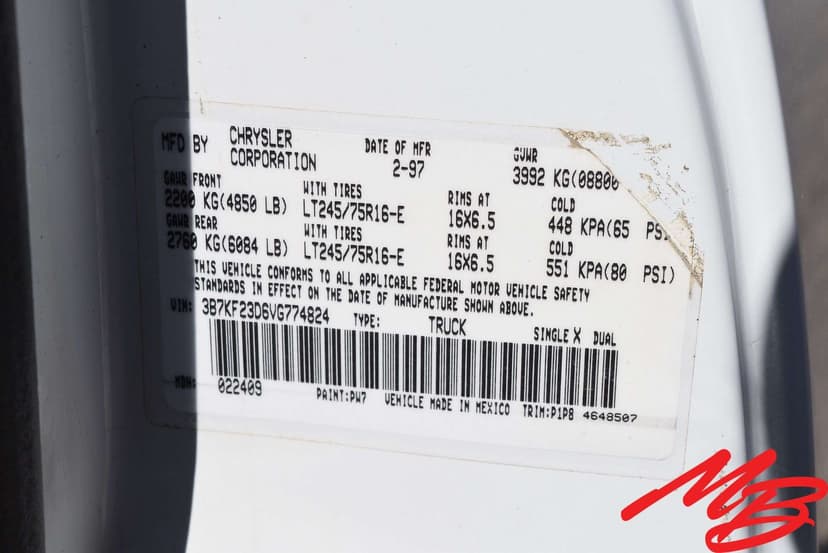 MFD BY CHRYSLER CORPORATION DATE OF MFR 2-97 GVWR 3992 KG(08800
GAWR FRONT WITH TIRES RIMS AT COLD
2200 KG(4850 LB) LT245/75R16-E 16X6.5 448 KPA(65 PSI
GAWR REAR WITH TIRES RIMS AT COLD
2760 KG(6084 LB) LT245/75R16-E 16X6.5 551 KPA(80 PSI)
THIS VEHICLE CONFORMS TO ALL APPLICABLE FEDERAL MOTOR VEHICLE SAFETY
STANDARDS IN EFFECT ON THE DATE OF MANUFACTURE SHOWN ABOVE.
VIN: 3B7KF23D6VG774824 TYPE: TRUCK SINGLE X DUAL
MDH: 022409 PAINT:PW7 VEHICLE MADE IN MEXICO TRIM:P1P8 4648507
MB